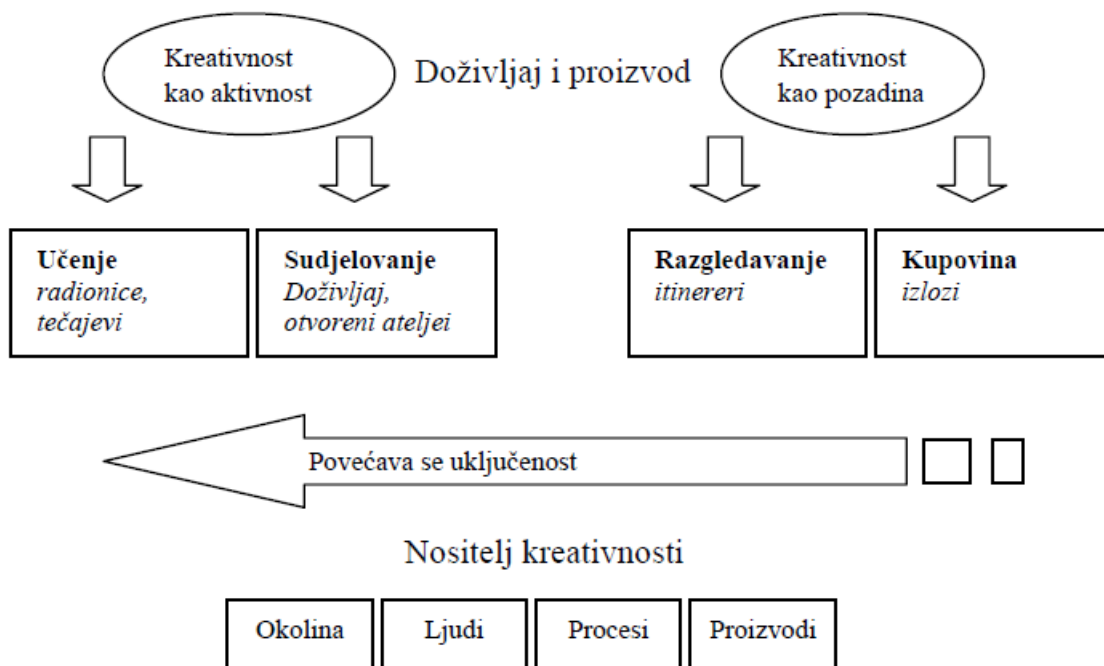 Kreativnost
kao aktivnost
Doživljaj i proizvod
Kreativnost
kao pozadina
Učenje
radionice,
tečajevi
Sudjelovanje
Doživljaj,
otvoreni ateljei
Razgledavanje
itinereri
Kupovina
izlozi
Povećava se uključenost
Nositelj kreativnosti
Okolina
Ljudi
Procesi
Proizvodi